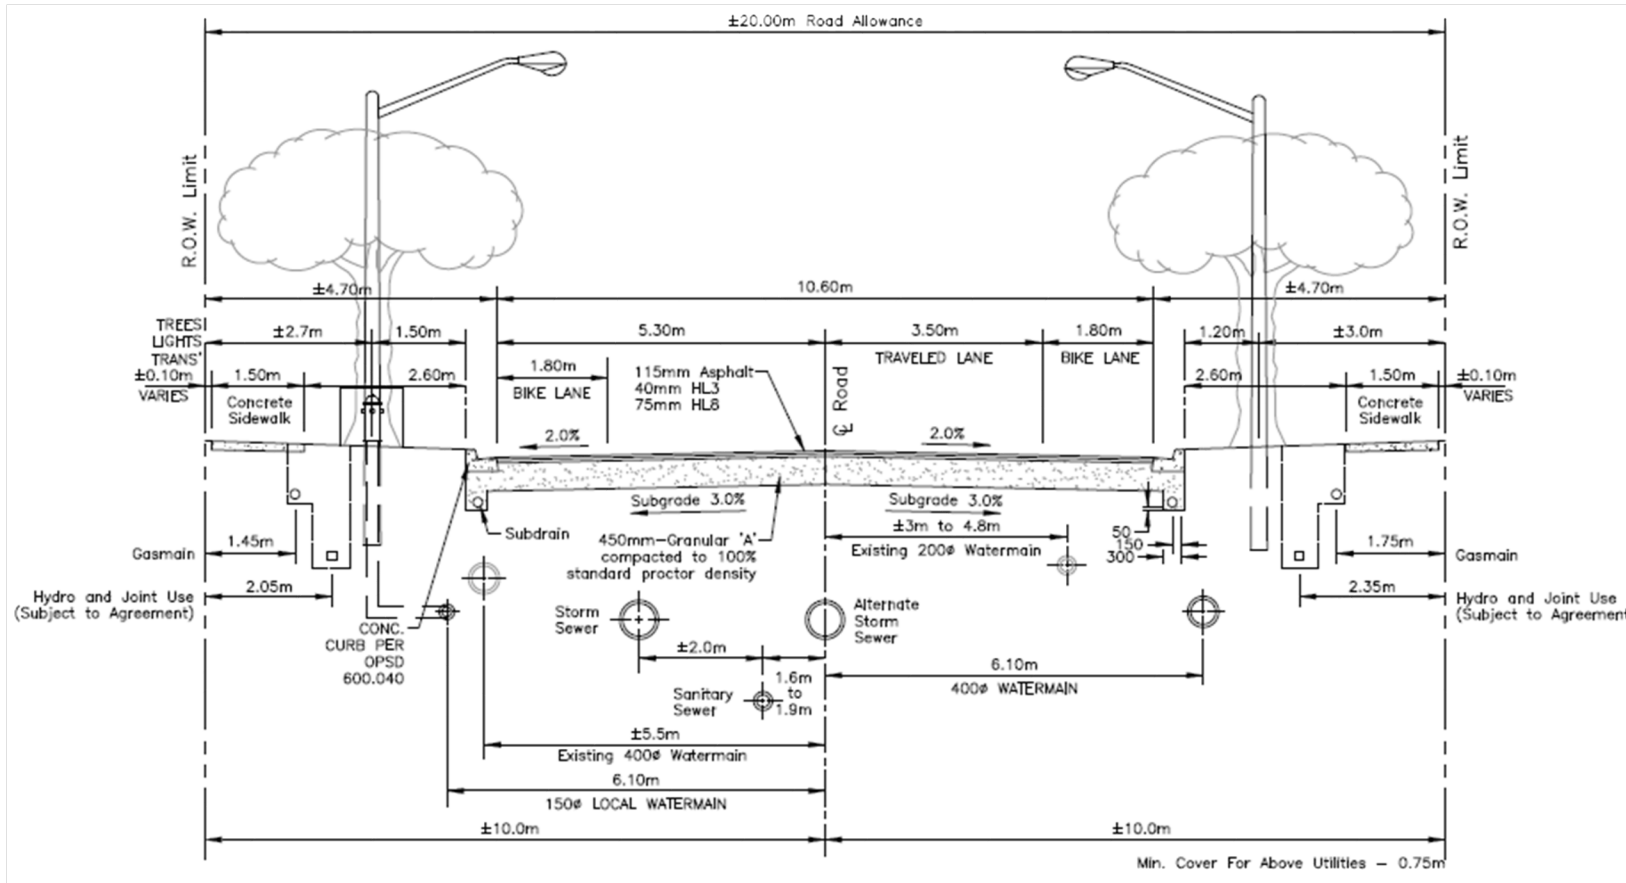 ±20.00m Road Allowance
R.O.W. Limit
R.O.W. Limit
±4.70m
10.60m
±4.70m
TREES
LIGHTS
TRANS'
±2.7m
1.50m
5.30m
3.50m
TRAVELED LANE
1.80m
BIKE LANE
1.20m
±3.0m
±0.10m
VARIES
1.50m
Concrete
Sidewalk
2.60m
1.80m
BIKE LANE
115mm Asphalt
40mm HL3
75mm HL8
℄ Road
2.60m
1.50m
Concrete
Sidewalk
±0.10m
VARIES
2.0%
2.0%
Subgrade 3.0%
Subgrade 3.0%
Subdrain
450mm-Granular 'A'
compacted to 100%
standard proctor density
±3m to 4.8m
Existing 200ø Watermain
50
150
300
Gasmain
1.45m
1.75m
Gasmain
Hydro and Joint Use
(Subject to Agreement)
2.05m
2.35m
Hydro and Joint Use
(Subject to Agreement
CONC.
CURB PER
OPSD
600.040
Storm
Sewer
Alternate
Storm
Sewer
±2.0m
1.6m
to
1.9m
Sanitary
Sewer
6.10m
400ø WATERMAIN
±5.5m
Existing 400ø Watermain
6.10m
150ø LOCAL WATERMAIN
±10.0m
±10.0m
Min. Cover For Above Utilities – 0.75m